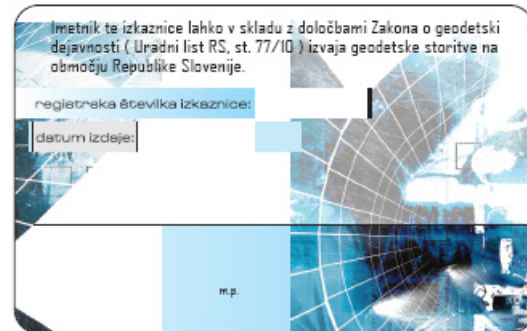 Imetnik te izkaznice lahko v skladu z določbami Zakona o geodetski
dejavnosti ( Uradni list RS, st. 77/10 ) izvaja geodetske storitve na
območju Republike Slovenije.
registreka številka izkaznice:
datum izdaje:
m.p.